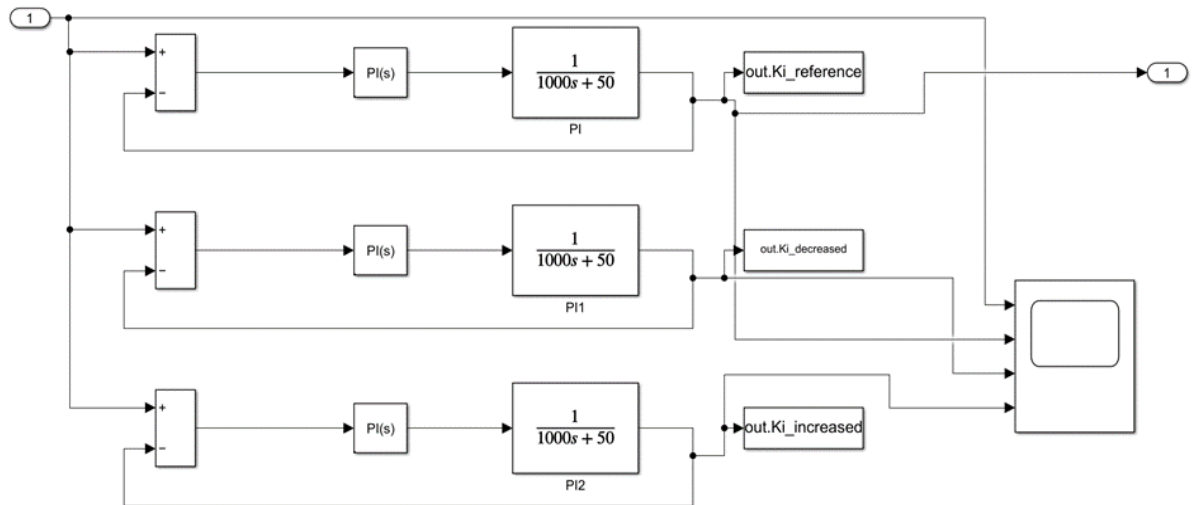 1
+
−
PI(s)
1
1000s + 50
PI
out.Ki_reference
1
+
−
PI(s)
1
1000s + 50
PI1
out.Ki_decreased
+
−
PI(s)
1
1000s + 50
PI2
out.Ki_increased